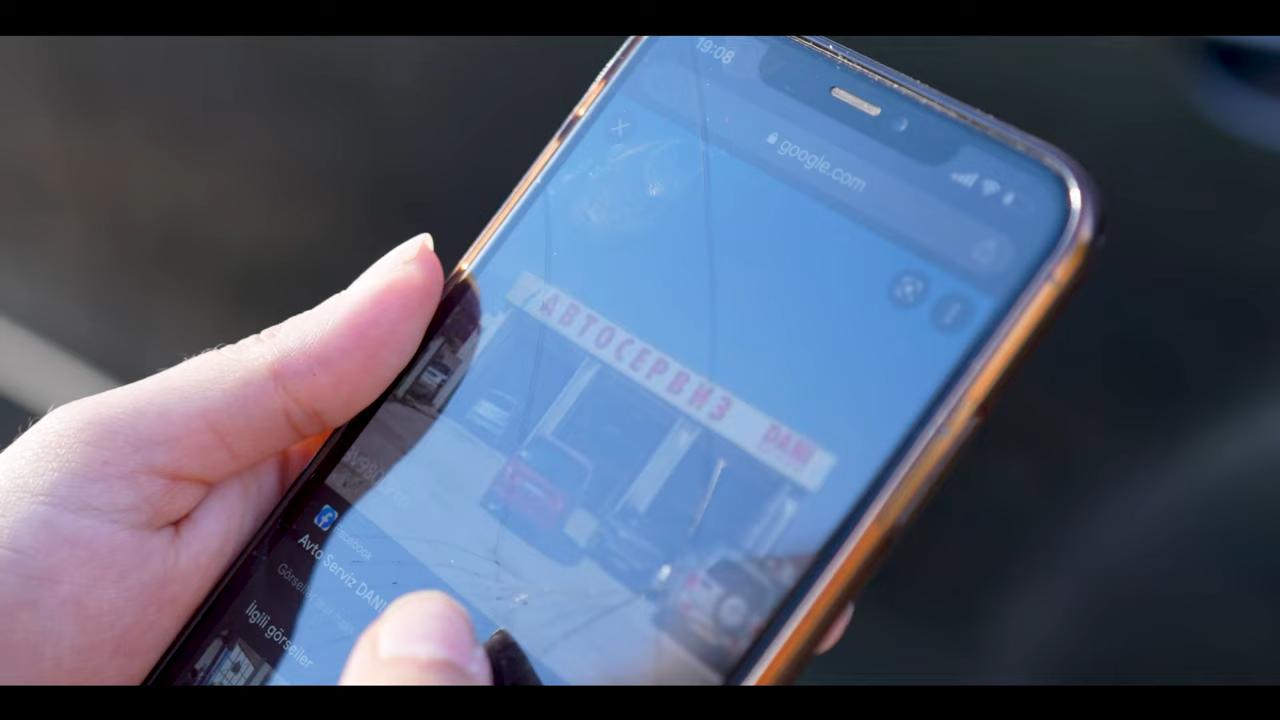 19:08
google.com
АВТОСЕРВИЗ DANI
Facebook
Avto Serviz DANI
İlgili görseller